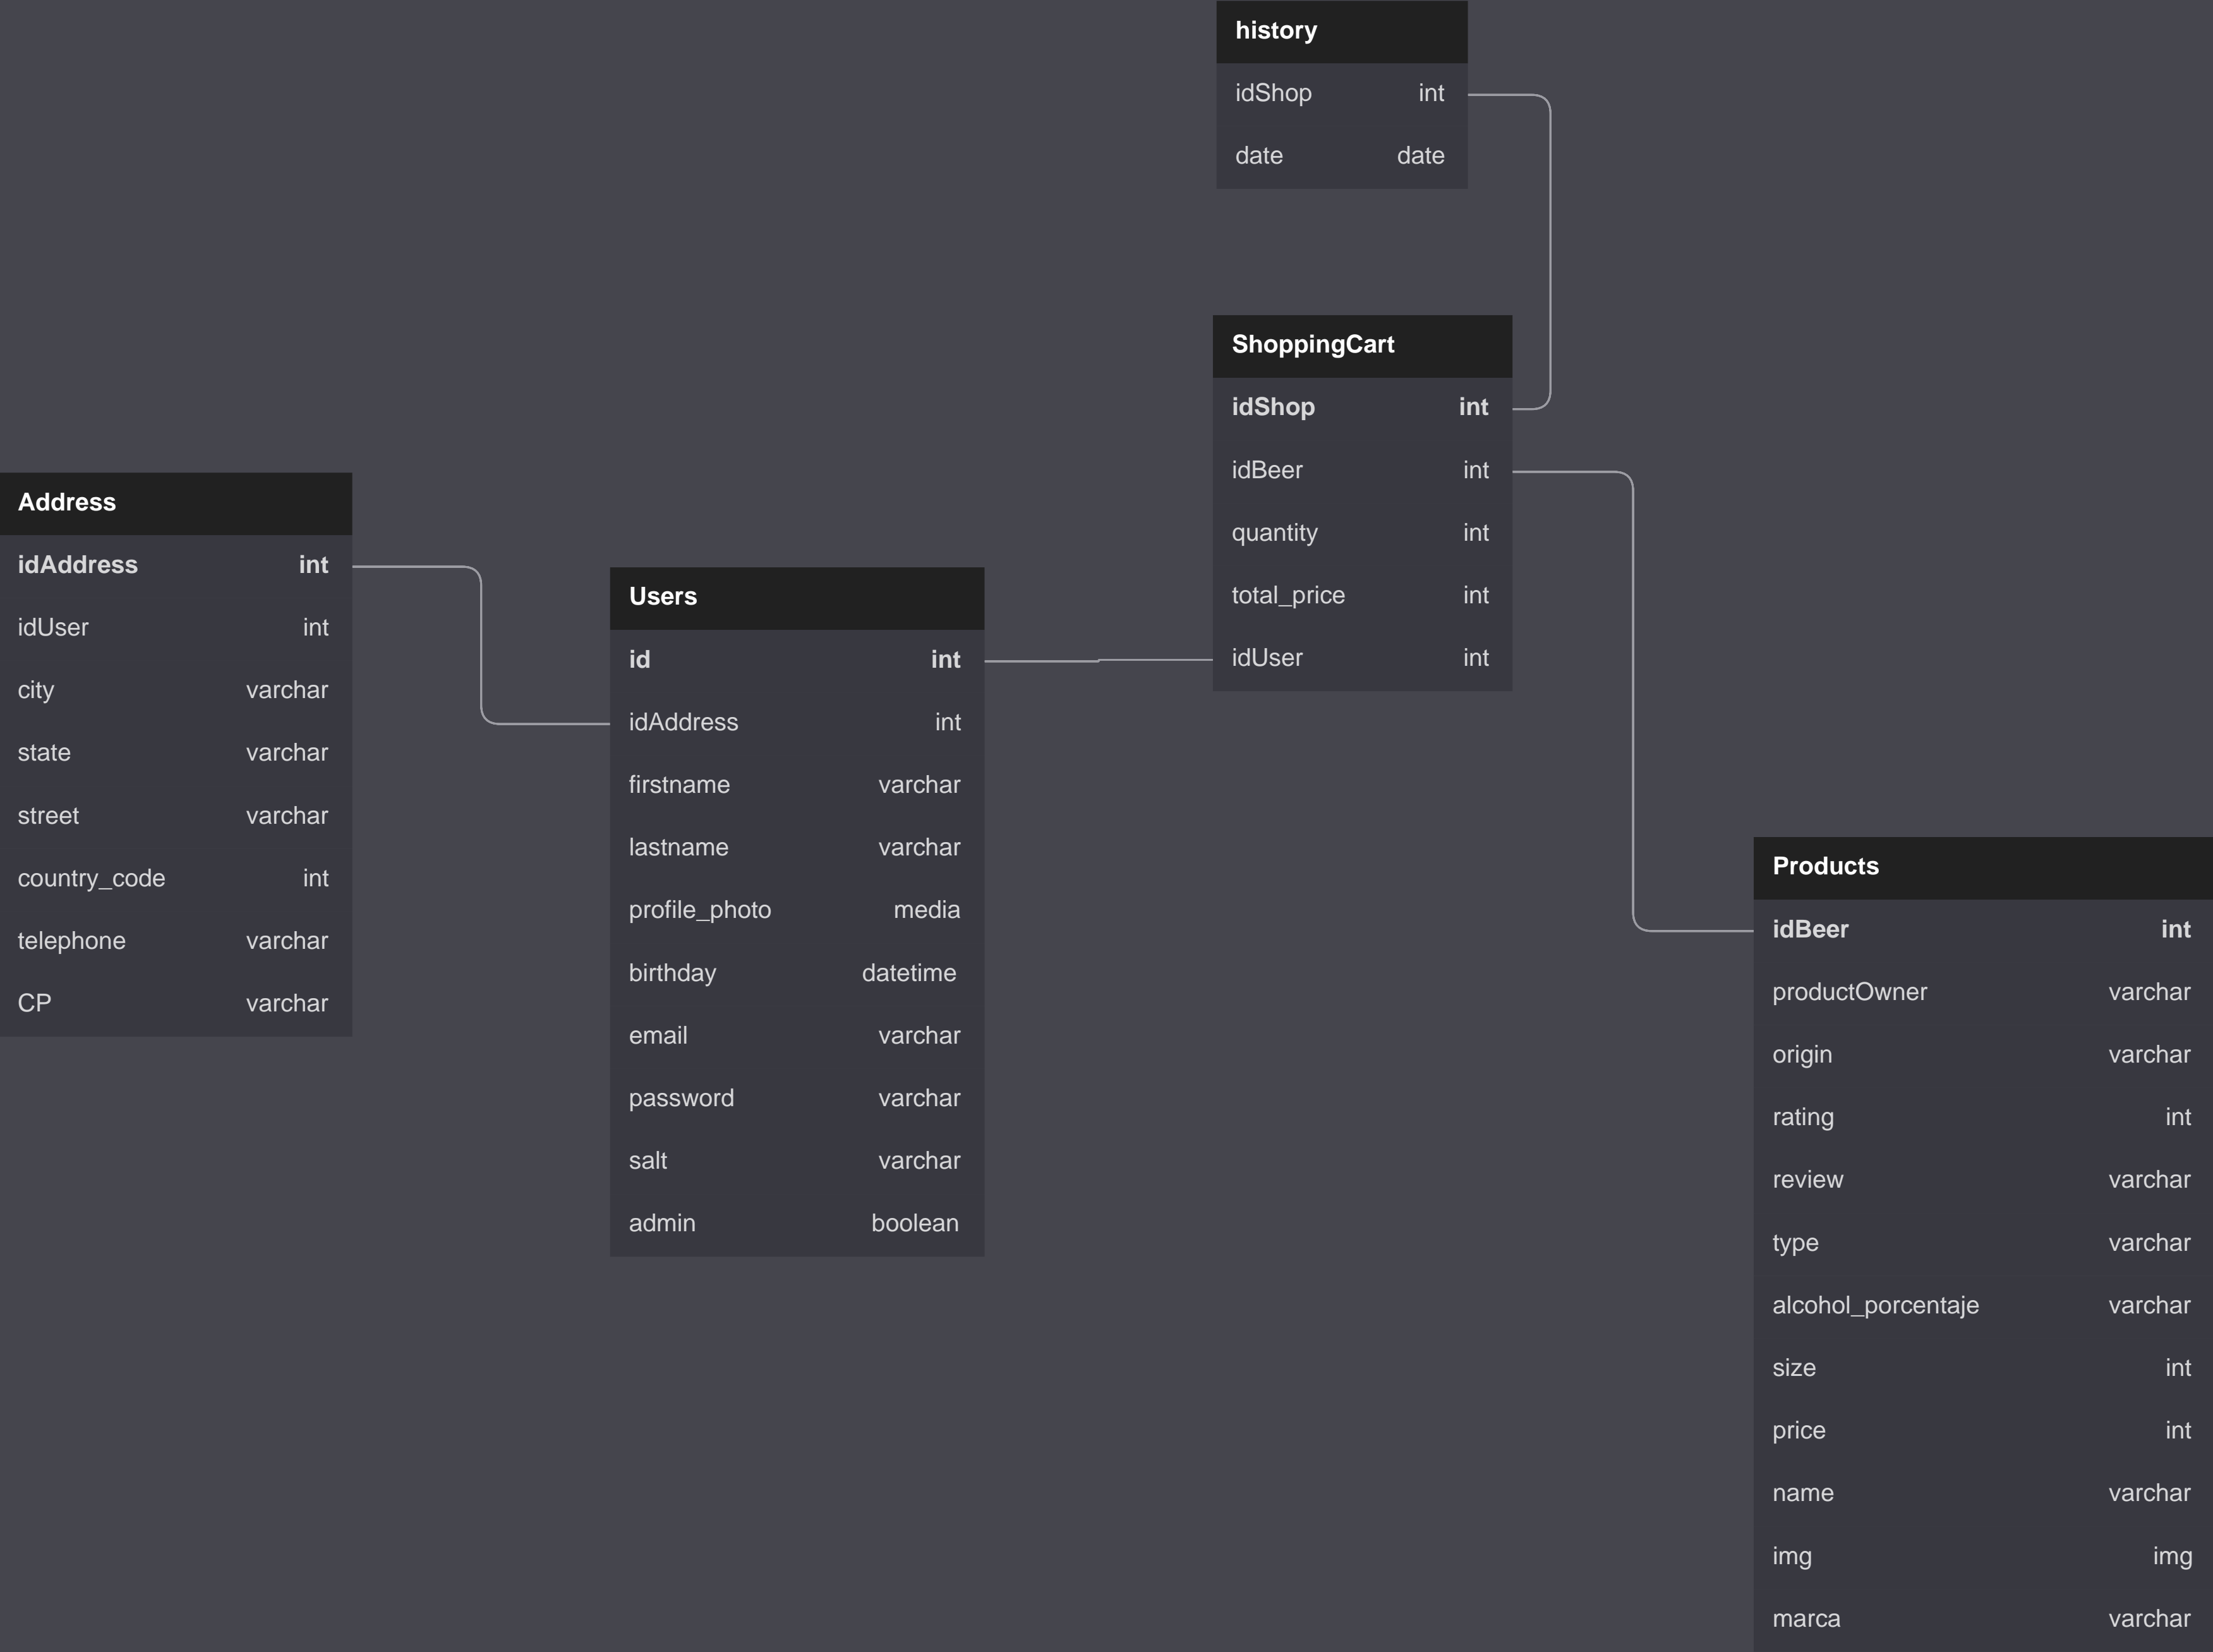 history
idShop int
date date
ShoppingCart
idShop int
idBeer int
quantity int
total_price int
idUser int
Address
idAddress int
idUser int
city varchar
state varchar
street varchar
country_code int
telephone varchar
CP varchar
Users
id int
idAddress int
firstname varchar
lastname varchar
profile_photo media
birthday datetime
email varchar
password varchar
salt varchar
admin boolean
Products
idBeer int
productOwner varchar
origin varchar
rating int
review varchar
type varchar
alcohol_porcentaje varchar
size int
price int
name varchar
img img
marca varchar